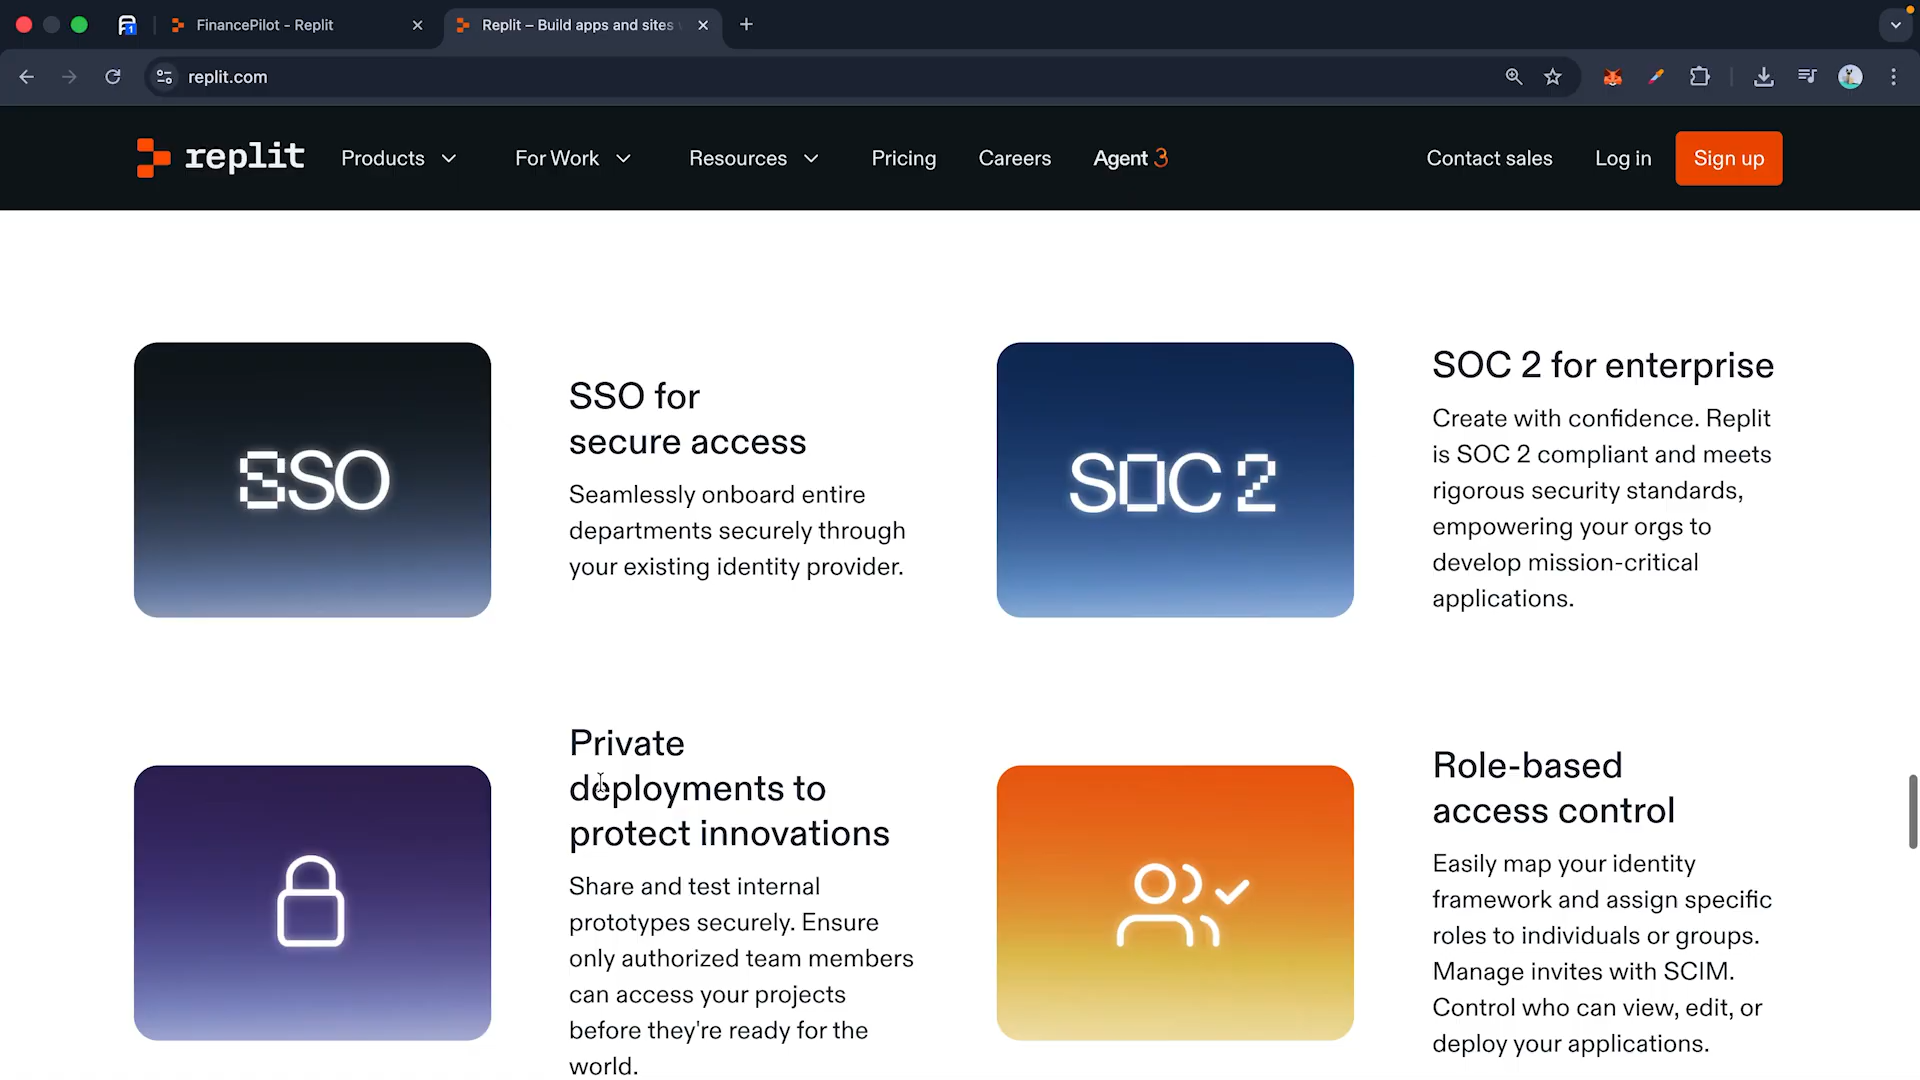 FinancePilot - Replit
Replit – Build apps and sites
replit.com
replit
Products
For Work
Resources
Pricing
Careers
Agent 3
Contact sales
Log in
Sign up
SSO
SSO for
secure access
Seamlessly onboard entire
departments securely through
your existing identity provider.
SOC 2
SOC 2 for enterprise
Create with confidence. Replit
is SOC 2 compliant and meets
rigorous security standards,
empowering your orgs to
develop mission-critical
applications.
Private
deployments to
protect innovations
Share and test internal
prototypes securely. Ensure
only authorized team members
can access your projects
before they're ready for the
world.
Role-based
access control
Easily map your identity
framework and assign specific
roles to individuals or groups.
Manage invites with SCIM.
Control who can view, edit, or
deploy your applications.